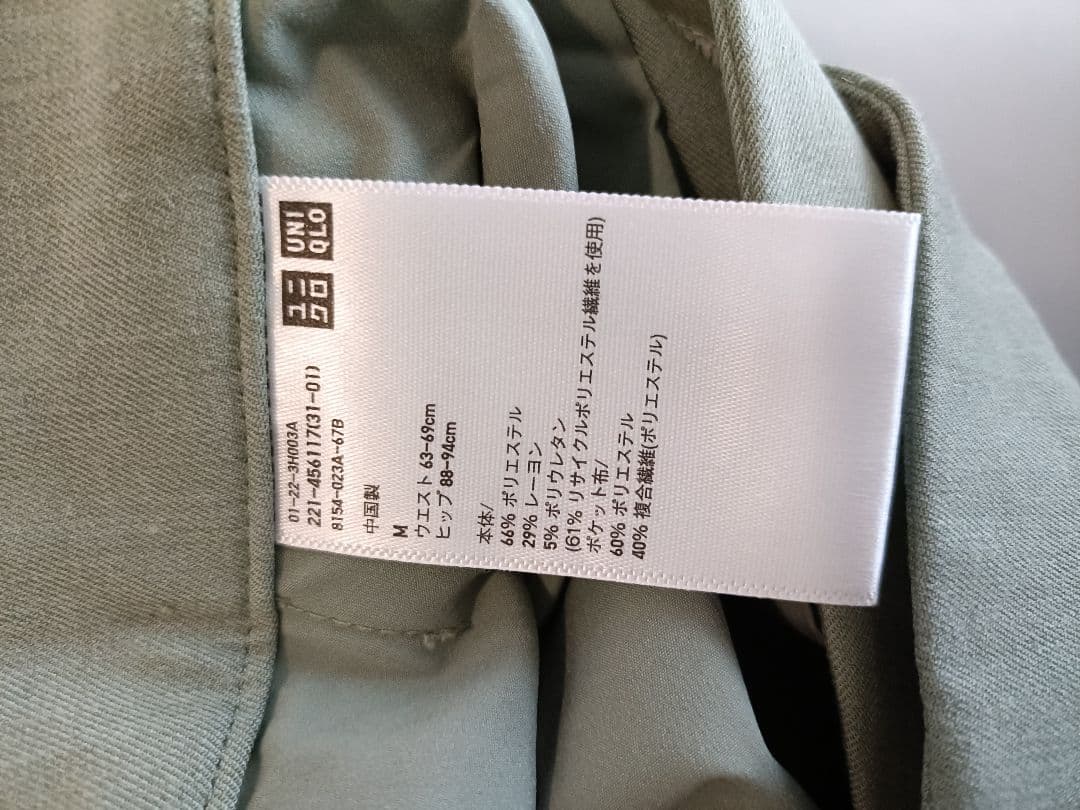 ユニクロ UNIQLO
01-22-3H003A
221-456117(31-01)
8154-023A-67B
中国製
M
ウエスト 63-69cm
ヒップ 88-94cm
本体/
66% ポリエステル
29% レーヨン
5% ポリウレタン
(61% リサイクルポリエステル繊維を使用)
ポケット布/
60% ポリエステル
40% 複合繊維(ポリエステル)